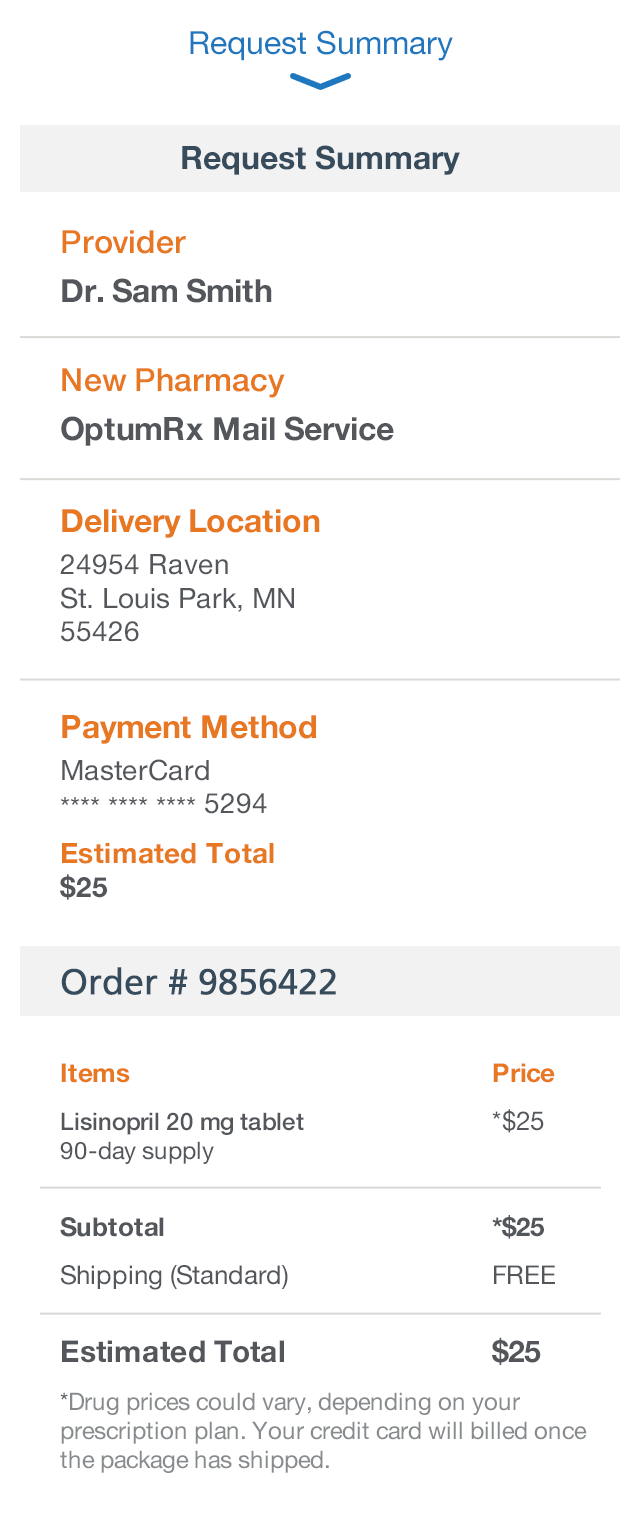 Request Summary
Request Summary
Provider
Dr. Sam Smith
New Pharmacy
OptumRx Mail Service
Delivery Location
24954 Raven
St. Louis Park, MN
55426
Payment Method
MasterCard
**** **** **** 5294
Estimated Total
$25
Order # 9856422
Items Price
Lisinopril 20 mg tablet *$25
90-day supply
Subtotal *$25
Shipping (Standard) FREE
Estimated Total $25
*Drug prices could vary, depending on your
prescription plan. Your credit card will billed once
the package has shipped.